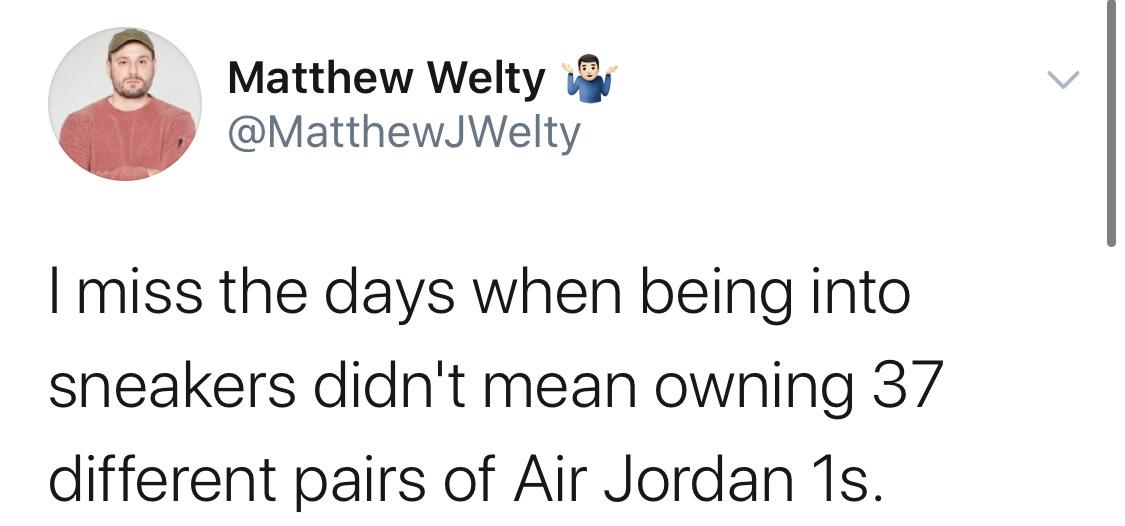 Matthew Welty 🤷🏻‍♂️
@MatthewJWelty
I miss the days when being into
sneakers didn't mean owning 37
different pairs of Air Jordan 1s.